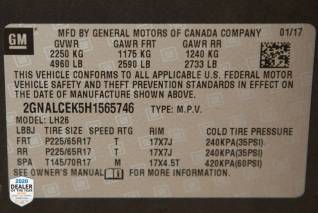 GM
MFD BY GENERAL MOTORS OF CANADA COMPANY 01/17
GVWR GAWR FRT GAWR RR
2250 KG 1175 KG 1240 KG
4960 LB 2590 LB 2733 LB
THIS VEHICLE CONFORMS TO ALL APPLICABLE U.S. FEDERAL MOTOR
VEHICLE SAFETY AND THEFT PREVENTION STANDARDS IN EFFECT ON
THE DATE OF MANUFACTURE SHOWN ABOVE.
2GNALCEK5H1565746 TYPE: M.P.V.
MODEL: LH26
LBBJ TIRE SIZE SPEED RTG RIM COLD TIRE PRESSURE
FRT P225/65R17 T 17X7J 240KPA(35PSI)
RR P225/65R17 T 17X7J 240KPA(35PSI)
SPA T145/70R17 M 17X4.5T 420KPA(60PSI)
SEE OWNER'S MANUAL
2020
DEALER
OF THE YEAR